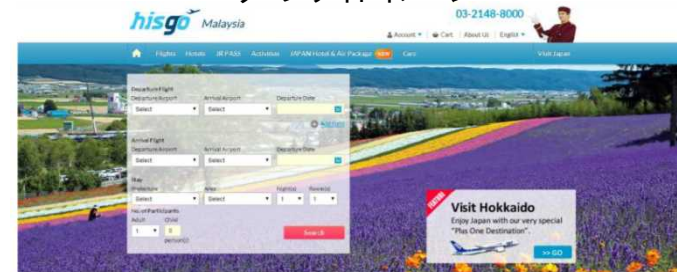 03-2148-8000
hisgo Malaysia
Account Cart About Us English
Flights Hotels JR PASS Activities JAPAN Hotel & Air Package NEW Cars Visit Japan
Departure Flight
Departure Airport Arrival Airport Departure Date
Select Select
Arrival Flight
Departure Airport Arrival Airport Departure Date
Select Select
Stay
Prefecture Area Night(s) Room(s)
Select Select 1 1
No. of Participants
Adult Child
1 0
person(s)
Search
FEATURE
Visit Hokkaido
Enjoy Japan with our very special
"Plus One Destination".
>> GO